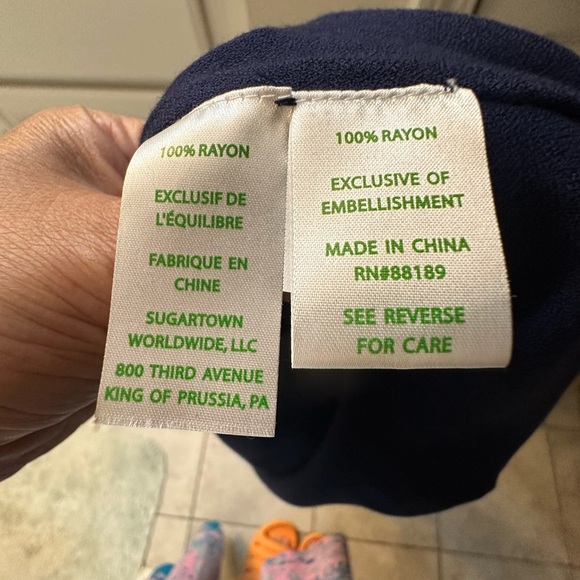 100% RAYON
EXCLUSIF DE
L'ÉQUILIBRE
FABRIQUE EN
CHINE
SUGARTOWN
WORLDWIDE, LLC
800 THIRD AVENUE
KING OF PRUSSIA, PA
100% RAYON
EXCLUSIVE OF
EMBELLISHMENT
MADE IN CHINA
RN#88189
SEE REVERSE
FOR CARE